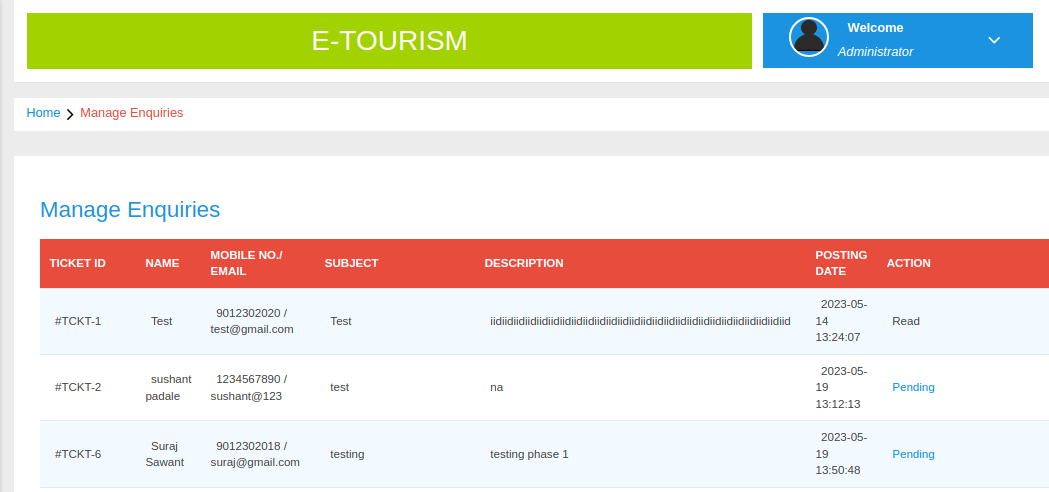 E-TOURISM
Welcome
Administrator
Home
Manage Enquiries
Manage Enquiries
TICKET ID NAME MOBILE NO./ EMAIL SUBJECT DESCRIPTION POSTING DATE ACTION
#TCKT-1 Test 9012302020 / test@gmail.com Test 2023-05-14 13:24:07 Read
#TCKT-2 sushant padale 1234567890 / sushant@123 test na 2023-05-19 13:12:13 Pending
#TCKT-6 Suraj Sawant 9012302018 / suraj@gmail.com testing testing phase 1 2023-05-19 13:50:48 Pending